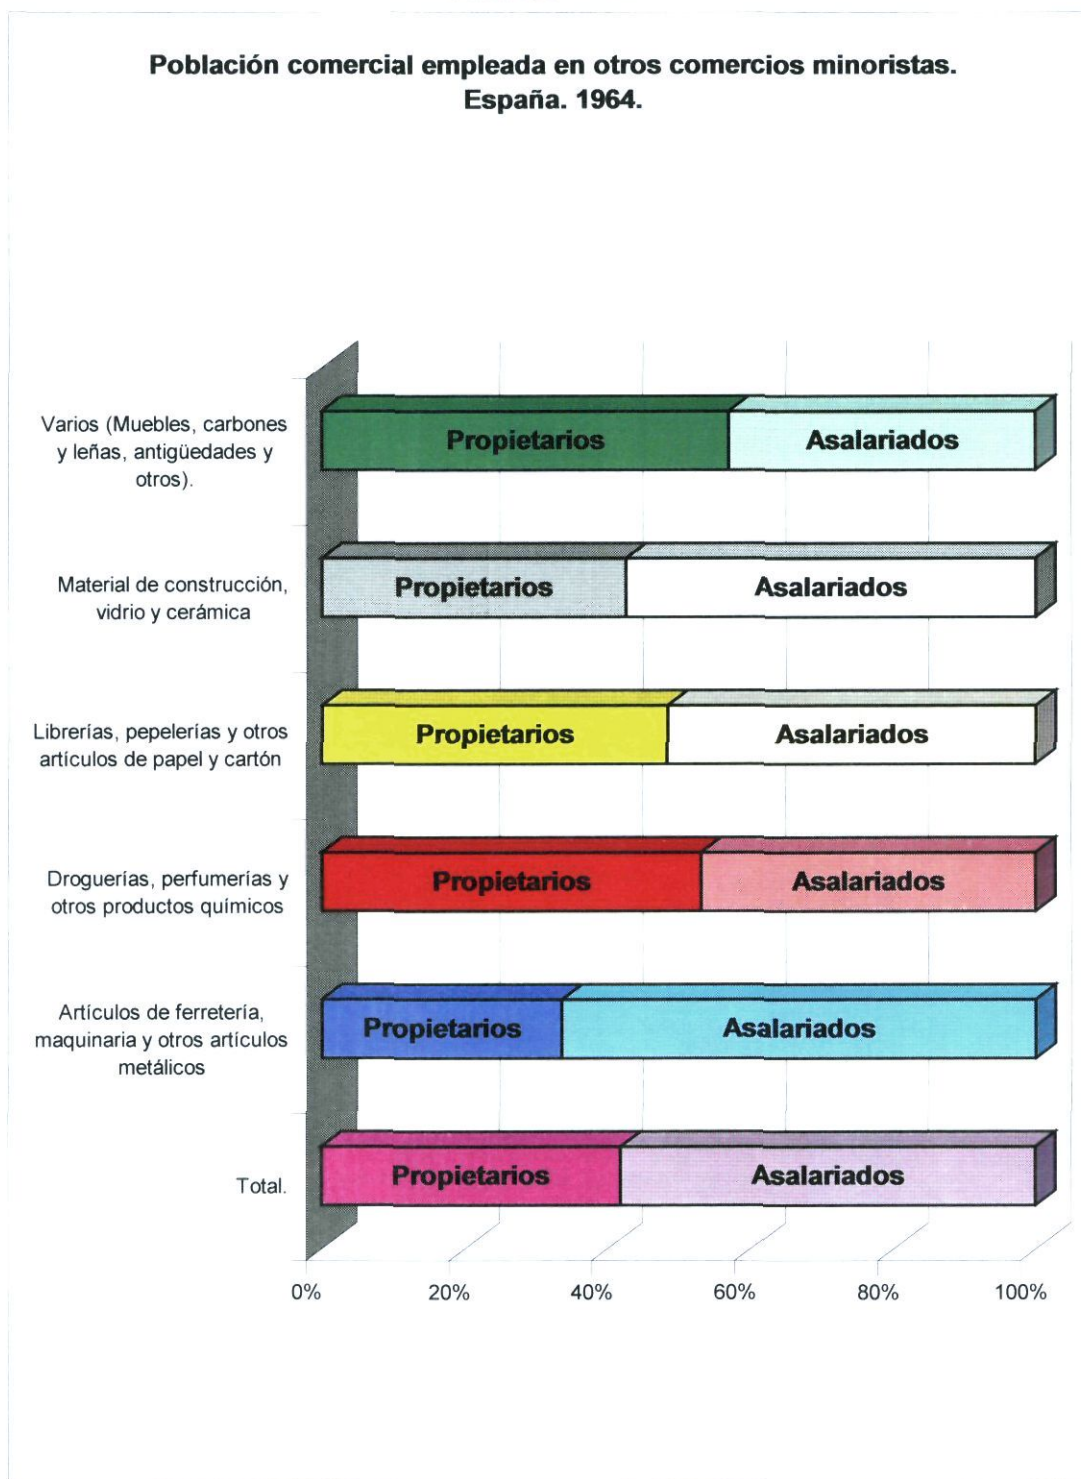 Población comercial empleada en otros comercios minoristas.
España. 1964.
Varios (Muebles, carbones
y leñas, antigüedades y
otros).
Propietarios
Asalariados
Material de construcción,
vidrio y cerámica
Propietarios
Asalariados
Librerías, pepelerías y otros
artículos de papel y cartón
Propietarios
Asalariados
Droguerías, perfumerías y
otros productos químicos
Propietarios
Asalariados
Artículos de ferretería,
maquinaria y otros artículos
metálicos
Propietarios
Asalariados
Total.
Propietarios
Asalariados
0% 20% 40% 60% 80% 100%